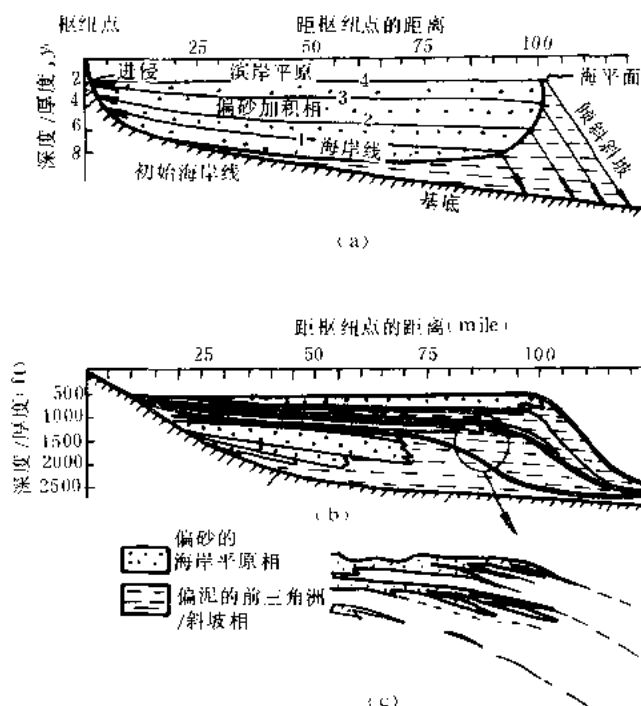 枢纽点 距枢纽点的距离
25 50 75 100
进侵 滨岸平原 4 海平面
2
3
4 偏砂加积相
2
6
1 海岸线
8
深度/厚度,y
倾斜斜坡
初始海岸线
基底
(a)
距枢纽点的距离(mile)
25 50 75 100
500
1000
1500
2000
2500
深度/厚度(ft)
(b)
偏砂的
海岸平原相
偏泥的前三角洲
/斜坡相
(c)